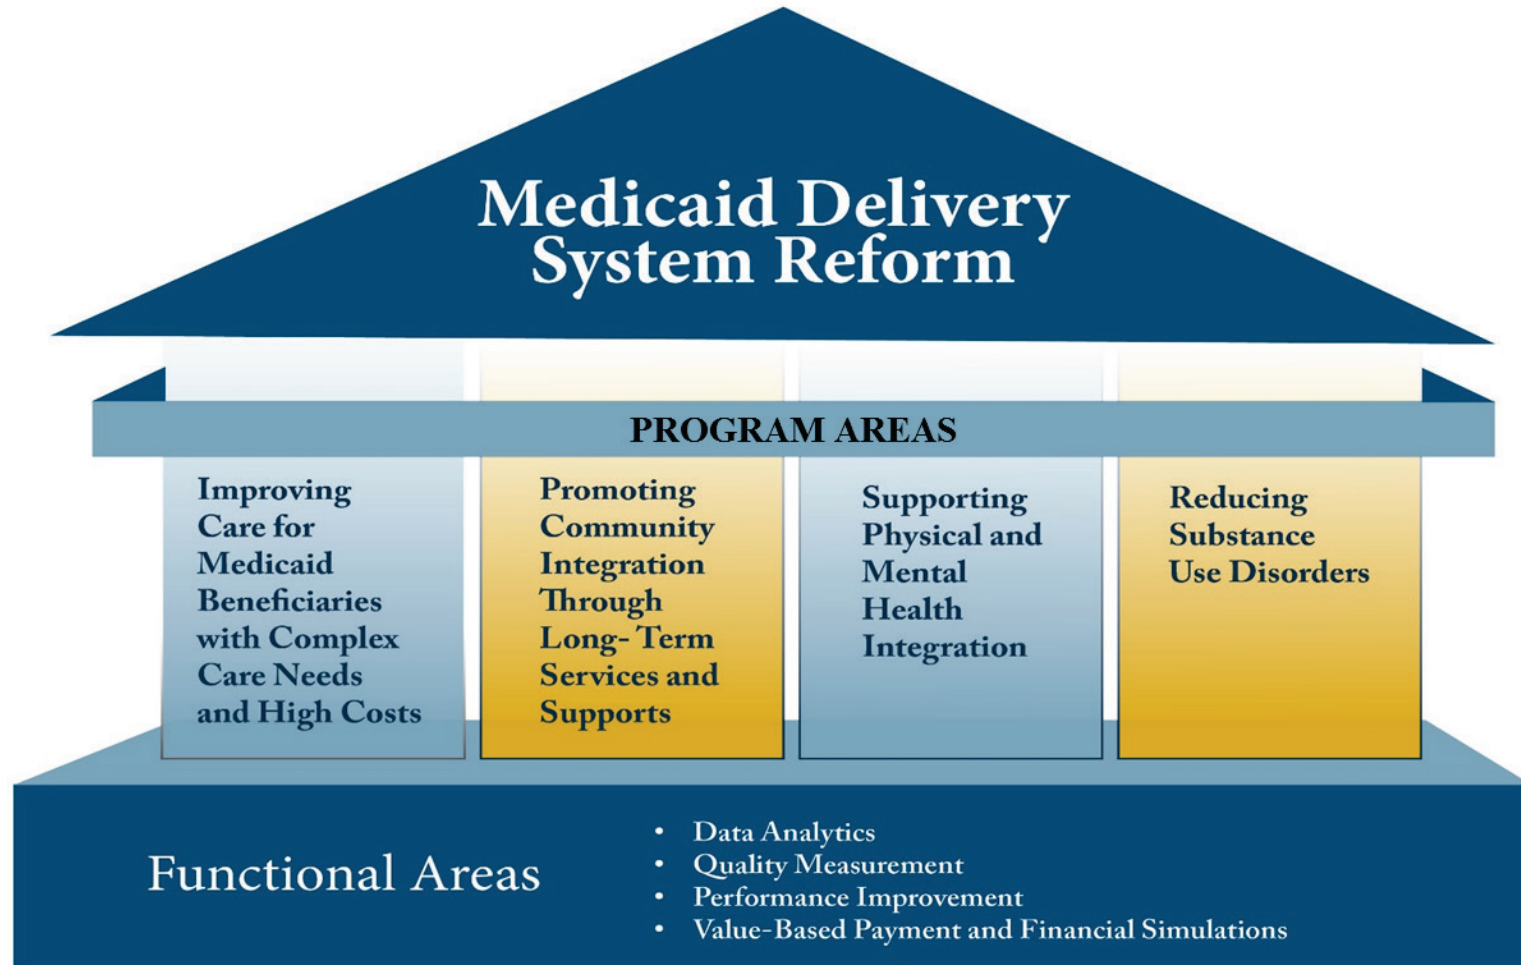 Medicaid Delivery
System Reform
PROGRAM AREAS
Improving
Care for
Medicaid
Beneficiaries
with Complex
Care Needs
and High Costs
Promoting
Community
Integration
Through
Long- Term
Services and
Supports
Supporting
Physical and
Mental
Health
Integration
Reducing
Substance
Use Disorders
Functional Areas
• Data Analytics
• Quality Measurement
• Performance Improvement
• Value-Based Payment and Financial Simulations